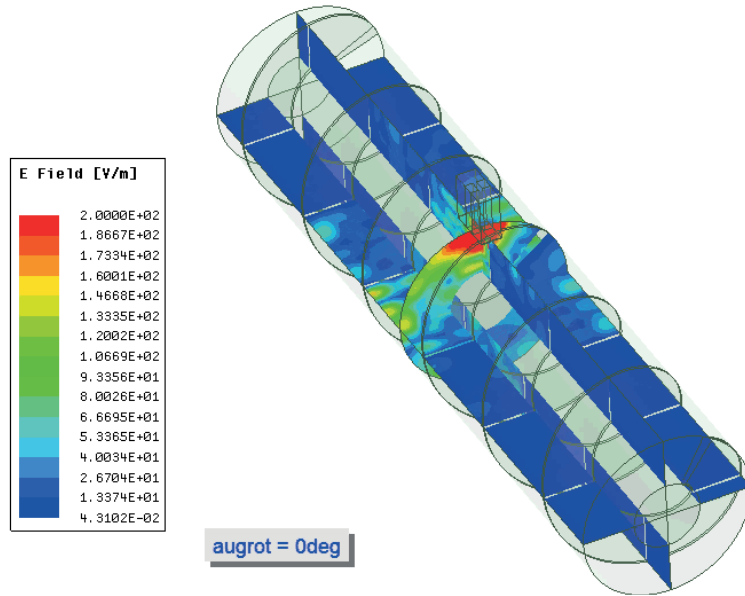 E Field [V/m]
2.0000E+02
1.8667E+02
1.7334E+02
1.6001E+02
1.4668E+02
1.3335E+02
1.2002E+02
1.0669E+02
9.3356E+01
8.0026E+01
6.6695E+01
5.3365E+01
4.0034E+01
2.6704E+01
1.3374E+01
4.3102E-02
augrot = 0deg